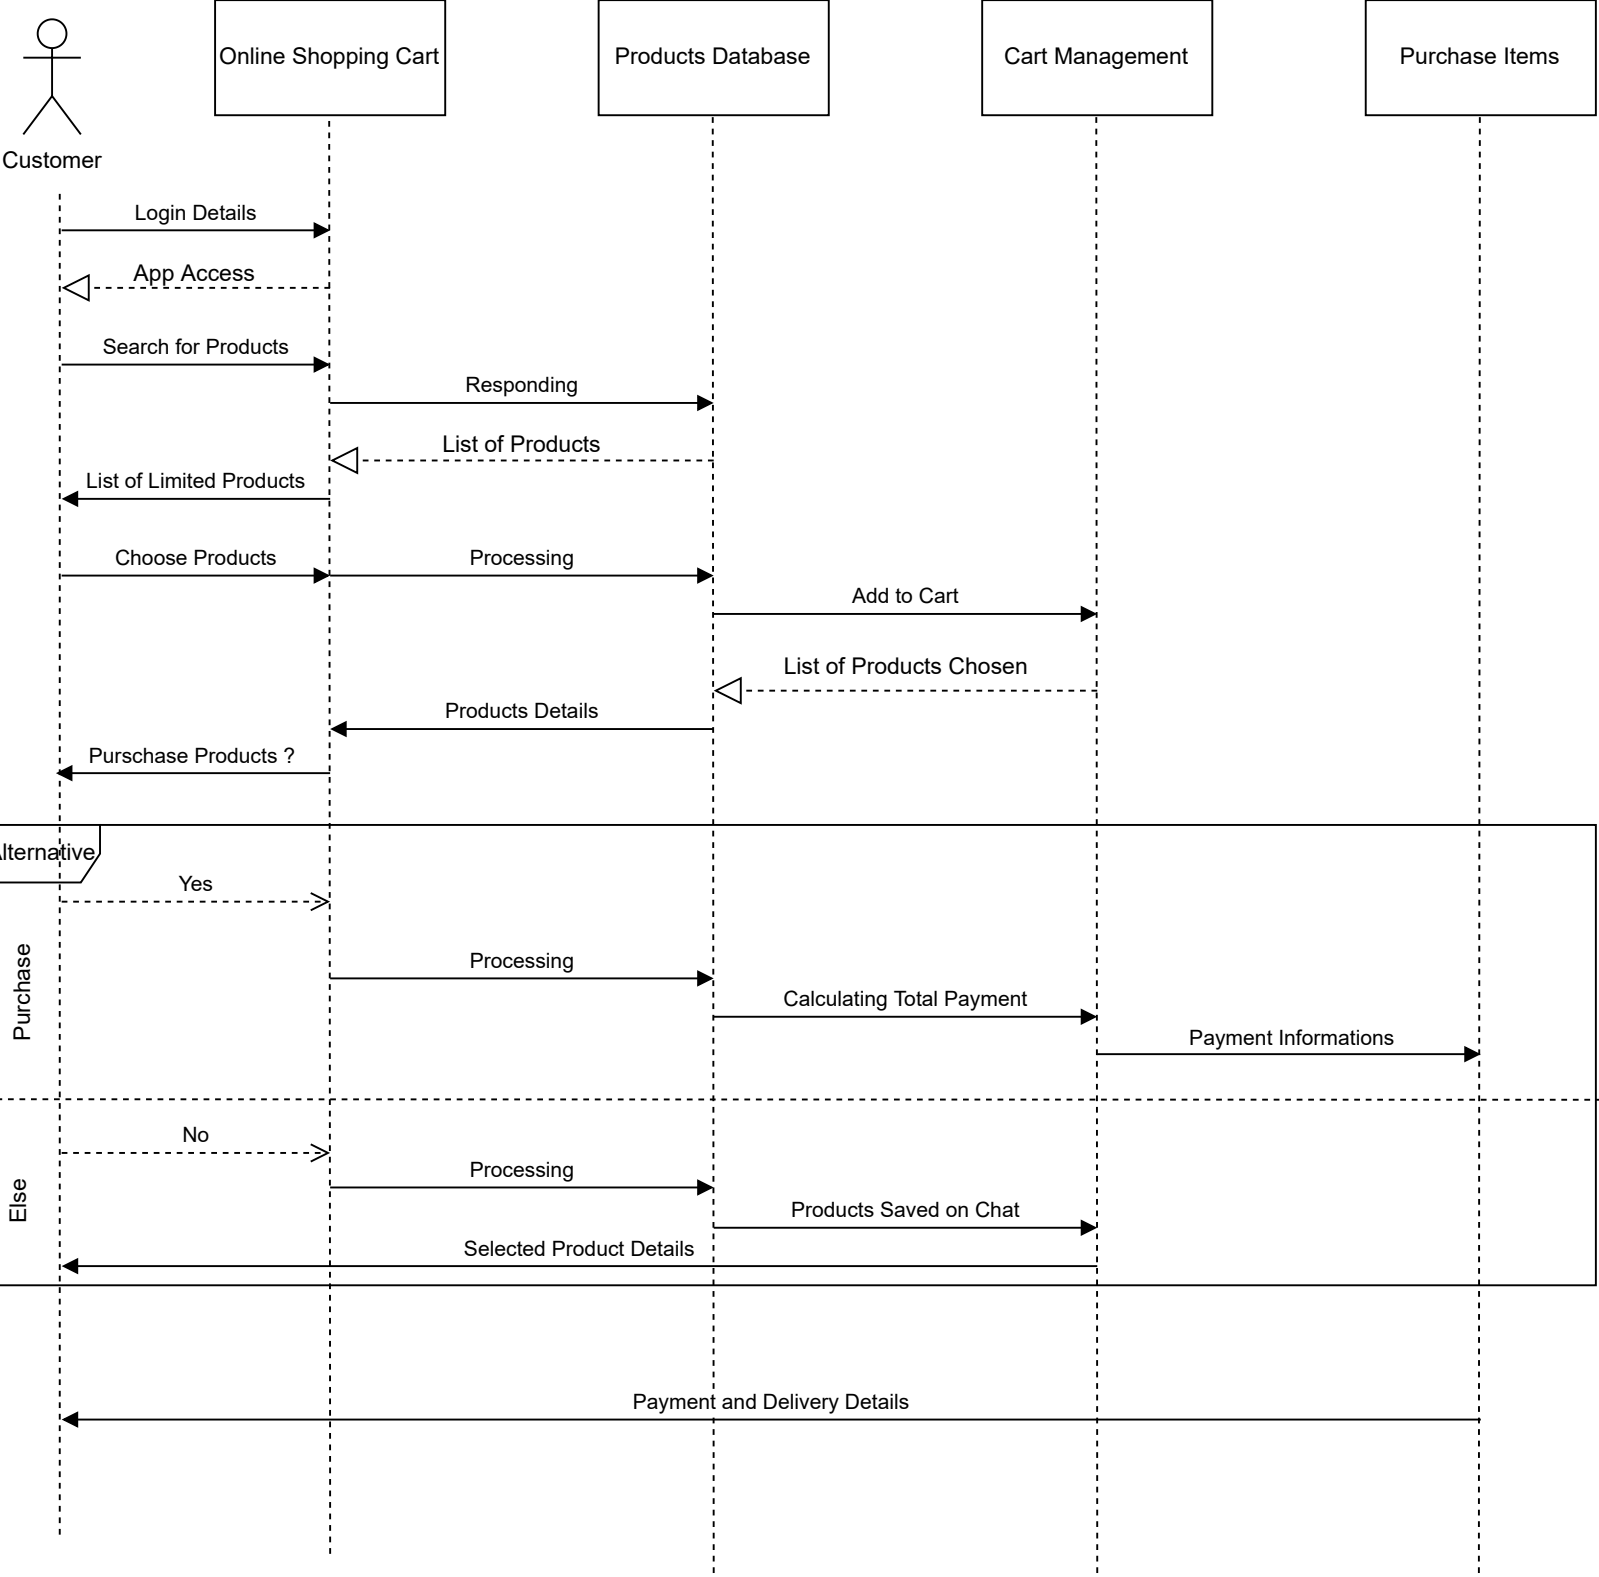 Online Shopping Cart
Products Database
Cart Management
Purchase Items
Customer
Login Details
App Access
Search for Products
Responding
List of Products
List of Limited Products
Choose Products
Processing
Add to Cart
List of Products Chosen
Products Details
Purschase Products ?
lternative
Yes
Purchase
Processing
Calculating Total Payment
Payment Informations
No
Else
Processing
Products Saved on Chat
Selected Product Details
Payment and Delivery Details